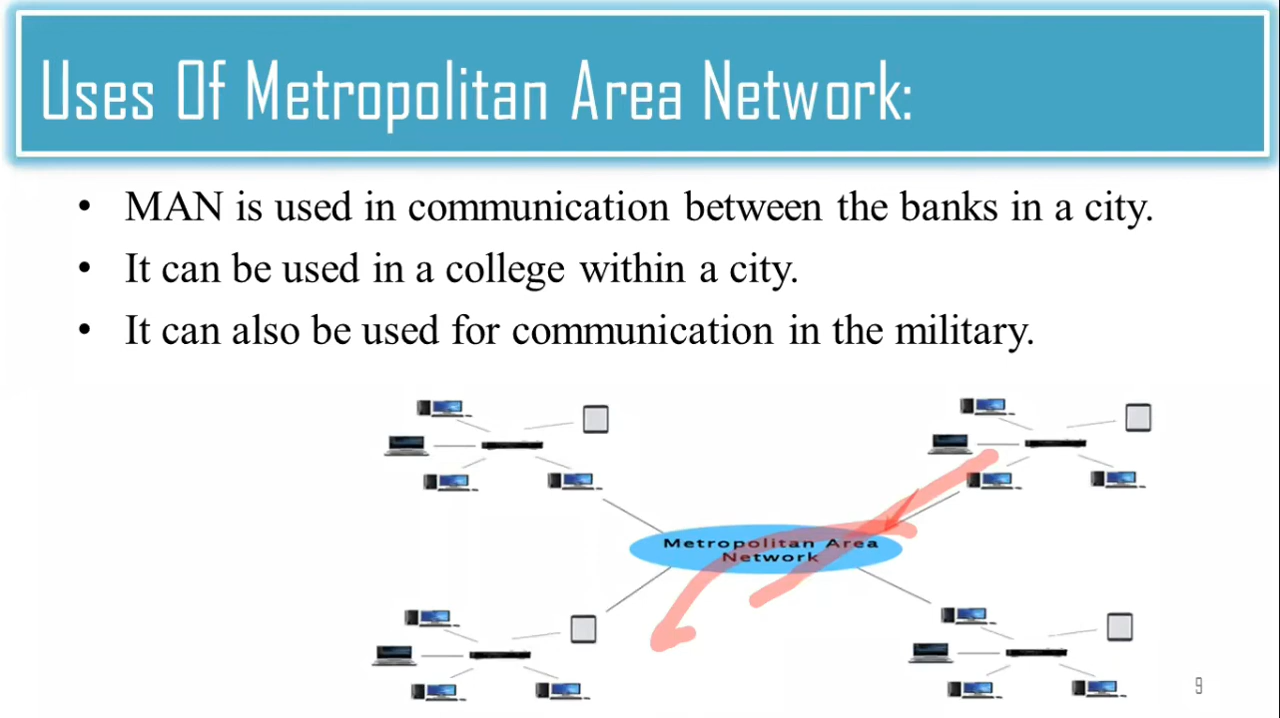 Uses Of Metropolitan Area Network:
• MAN is used in communication between the banks in a city.
• It can be used in a college within a city.
• It can also be used for communication in the military.
Metropolitan Area
Network
9